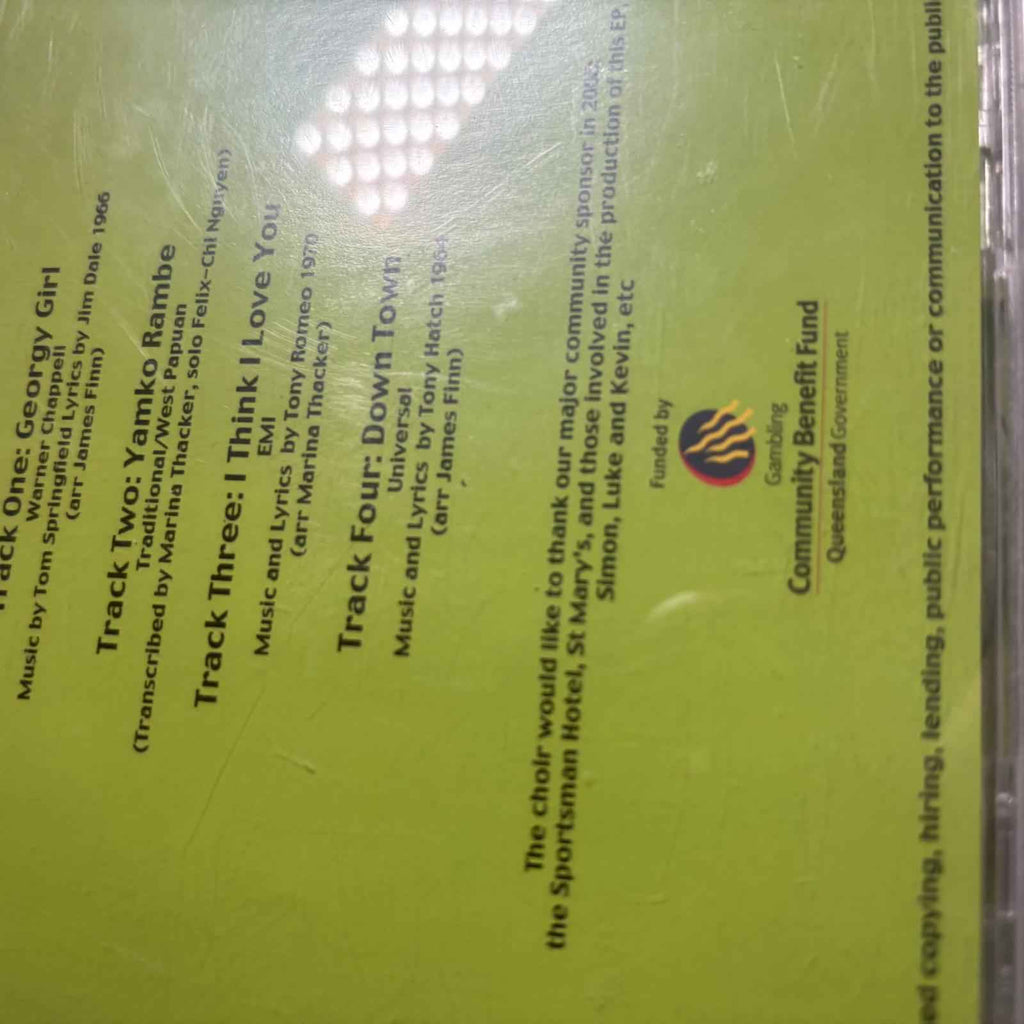 Track One: Georgy Girl
Warner Chappell
Music by Tom Springfield Lyrics by Jim Dale 1966
(arr James Finn)
Track Two: Yamko Rambe
Traditional/West Papuan
(Transcribed by Marina Thacker, solo Felix-Chi Nguyen)
Track Three: I Think I Love You
EMI
Music and Lyrics by Tony Romeo 1970
(arr Marina Thacker)
Track Four: Down Town
Universal
Music and Lyrics by Tony Hatch 1964
(arr James Finn)
The choir would like to thank our major community sponsor in
the Sportsman Hotel, St Mary's, and those involved in the production of this EP,
Simon, Luke and Kevin, etc
Funded by
Gambling
Community Benefit Fund
Queensland Government
ed copying, hiring, lending, public performance or communication to the publi